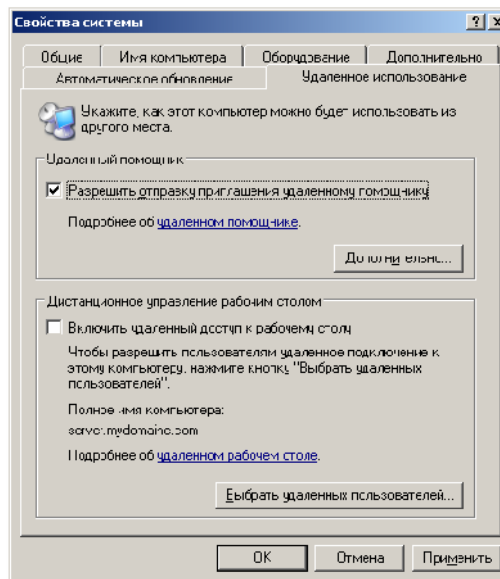 Свойства системы
Общие
Имя компьютера
Оборудование
Дополнительно
Автоматическое обновление
Удаленное использование
Укажите, как этот компьютер можно будет использовать из
другого места.
Удаленный помощник
Разрешить отправку приглашения удаленному помощнику
Подробнее об удаленном помощнике.
Дополнительно...
Дистанционное управление рабочим столом
Включить удаленный доступ к рабочему столу
Чтобы разрешить пользователям удаленное подключение к
этому компьютеру, нажмите кнопку "Выбрать удаленных
пользователей".
Полное имя компьютера:
server.mydomaine.com
Подробнее об удаленном рабочем столе.
Выбрать удаленных пользователей...
OK
Отмена
Применить